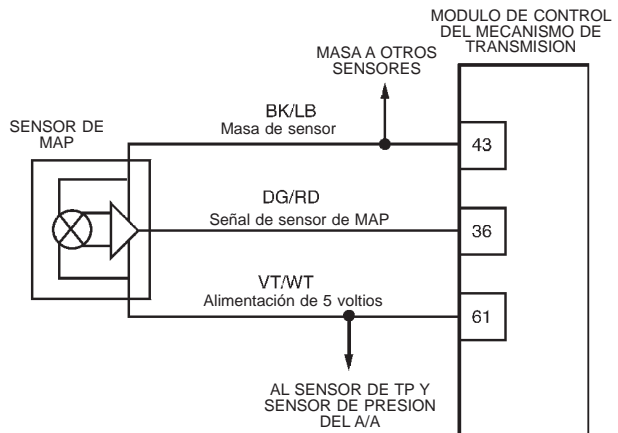 MODULO DE CONTROL
DEL MECANISMO DE
TRANSMISION
MASA A OTROS
SENSORES
SENSOR DE
MAP
BK/LB
Masa de sensor
43
DG/RD
Señal de sensor de MAP
36
VT/WT
Alimentación de 5 voltios
61
AL SENSOR DE TP Y
SENSOR DE PRESION
DEL A/A